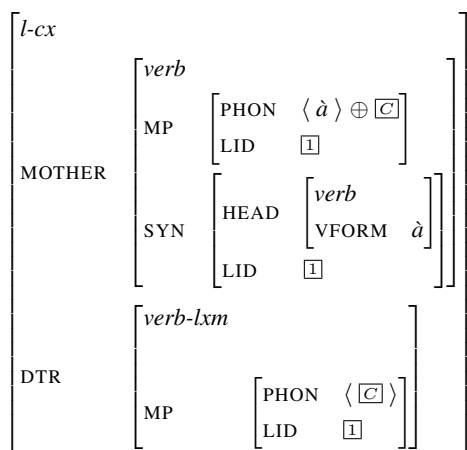 l-cx
verb
MP PHON ⟨ à ⟩ ⊕ C
LID 1
MOTHER
SYN HEAD verb
VFORM à
LID 1
verb-lxm
DTR
MP PHON ⟨ C ⟩
LID 1